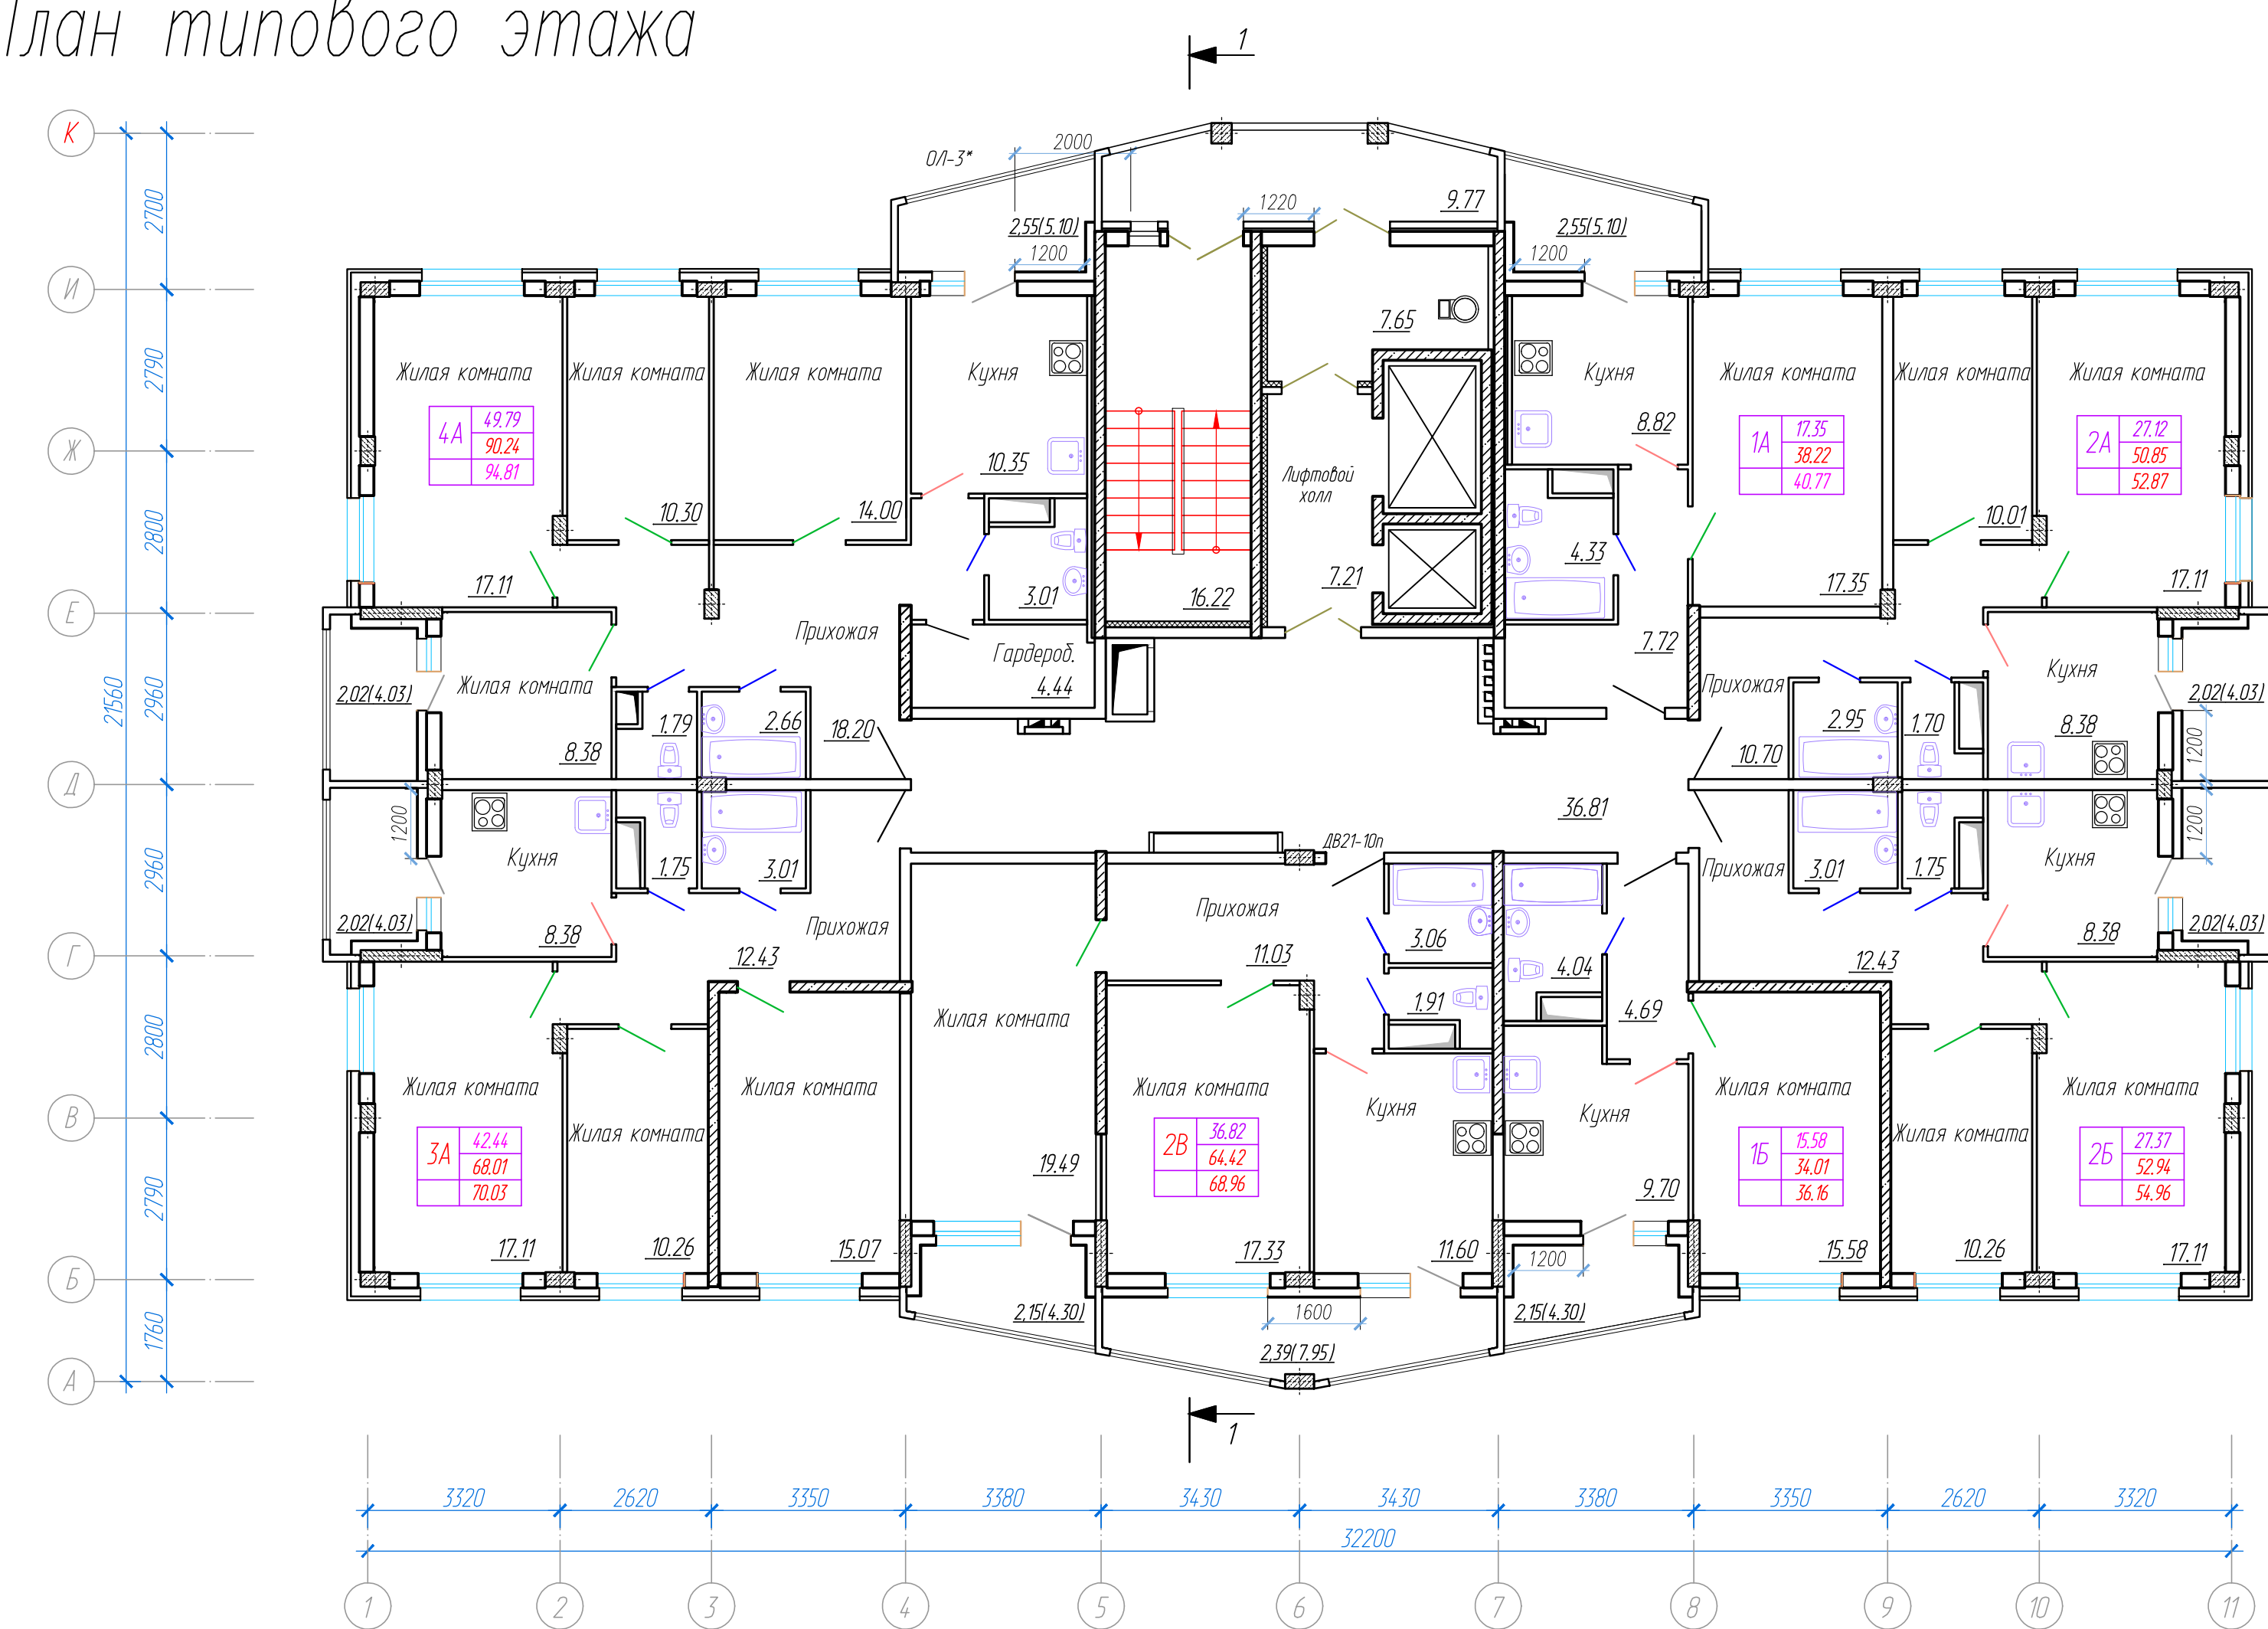 План типового этажа
1
К
2000
ОЛ-3*
2700
1220
9.77
2,55(5.10)
2,55(5.10)
1200
1200
И
7.65
2790
Жилая комната
Жилая комната
Жилая комната
Кухня
Кухня
Жилая комната
Жилая комната
Жилая комната
4А
49.79
90.24
94.81
8.82
1А
17.35
38.22
40.77
2А
27.12
50.85
52.87
Ж
10.35
Лифтовой
холл
2800
10.30
14.00
10.01
4.33
17.11
3.01
16.22
7.21
17.35
17.11
Е
Прихожая
Гардероб.
7.72
Кухня
21560
2960
2,02(4.03)
Жилая комната
4.44
Прихожая
2,02(4.03)
8.38
1.79
2.66
18.20
10.70
2.95
1.70
8.38
1200
Д
1200
36.81
1200
ДВ21-10п
2960
Кухня
1.75
3.01
Прихожая
3.01
1.75
Кухня
2,02(4.03)
8.38
Прихожая
Прихожая
3.06
8.38
2,02(4.03)
Г
12.43
11.03
4.04
12.43
1.91
4.69
2800
Жилая комната
Жилая комната
Жилая комната
Жилая комната
Кухня
Кухня
Жилая комната
Жилая комната
В
Жилая комната
Жилая комната
3А
42.44
68.01
70.03
2В
36.82
64.42
68.96
1Б
15.58
34.01
36.16
2Б
27.37
52.94
54.96
19.49
9.70
2790
17.11
10.26
15.07
17.33
11.60
1200
15.58
10.26
17.11
Б
1760
2,15(4.30)
1600
2,15(4.30)
2,39(7.95)
А
1
3320
2620
3350
3380
3430
3430
3380
3350
2620
3320
32200
1
2
3
4
5
6
7
8
9
10
11